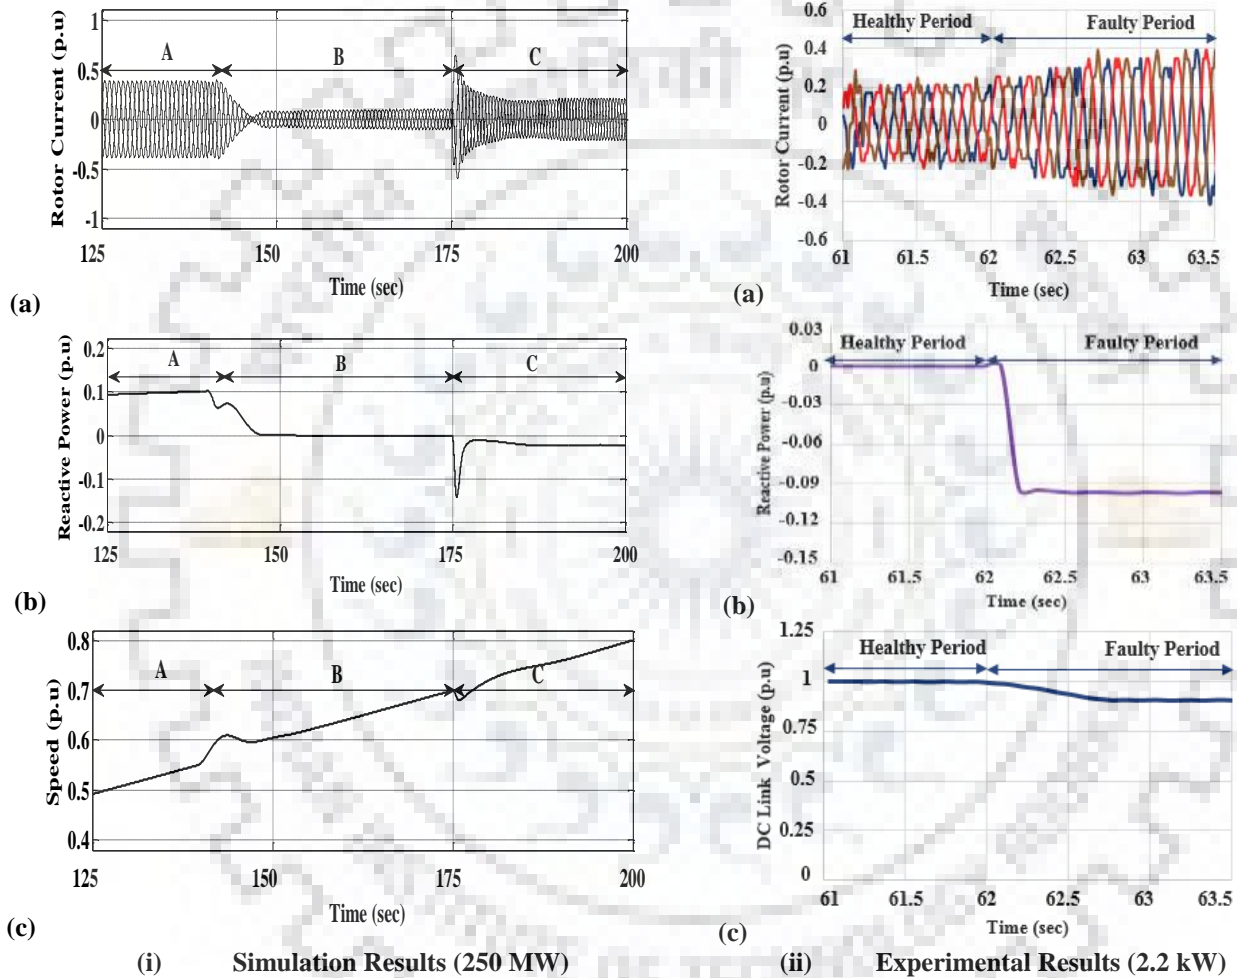 Rotor Current (p.u)
1
0.5
0
-0.5
-1
A
B
C
125
150
175
200
Time (sec)
(a)
Reactive Power (p.u)
0.2
0.1
0
-0.1
-0.2
A
B
C
125
150
175
200
Time (sec)
(b)
Speed (p.u)
0.8
0.7
0.6
0.5
0.4
A
B
C
125
150
175
200
Time (sec)
(c)
(i) Simulation Results (250 MW)
Rotor Current (p.u)
0.6
0.4
0.2
0
-0.2
-0.4
-0.6
Healthy Period
Faulty Period
61
61.5
62
62.5
63
63.5
Time (sec)
(a)
Reactive Power (p.u)
0.03
0
-0.03
-0.06
-0.09
-0.12
-0.15
Healthy Period
Faulty Period
61
61.5
62
62.5
63
63.5
Time (sec)
(b)
DC Link Voltage (p.u)
1.25
1
0.75
0.5
0.25
0
Healthy Period
Faulty Period
61
61.5
62
62.5
63
63.5
Time (sec)
(c)
(ii) Experimental Results (2.2 kW)